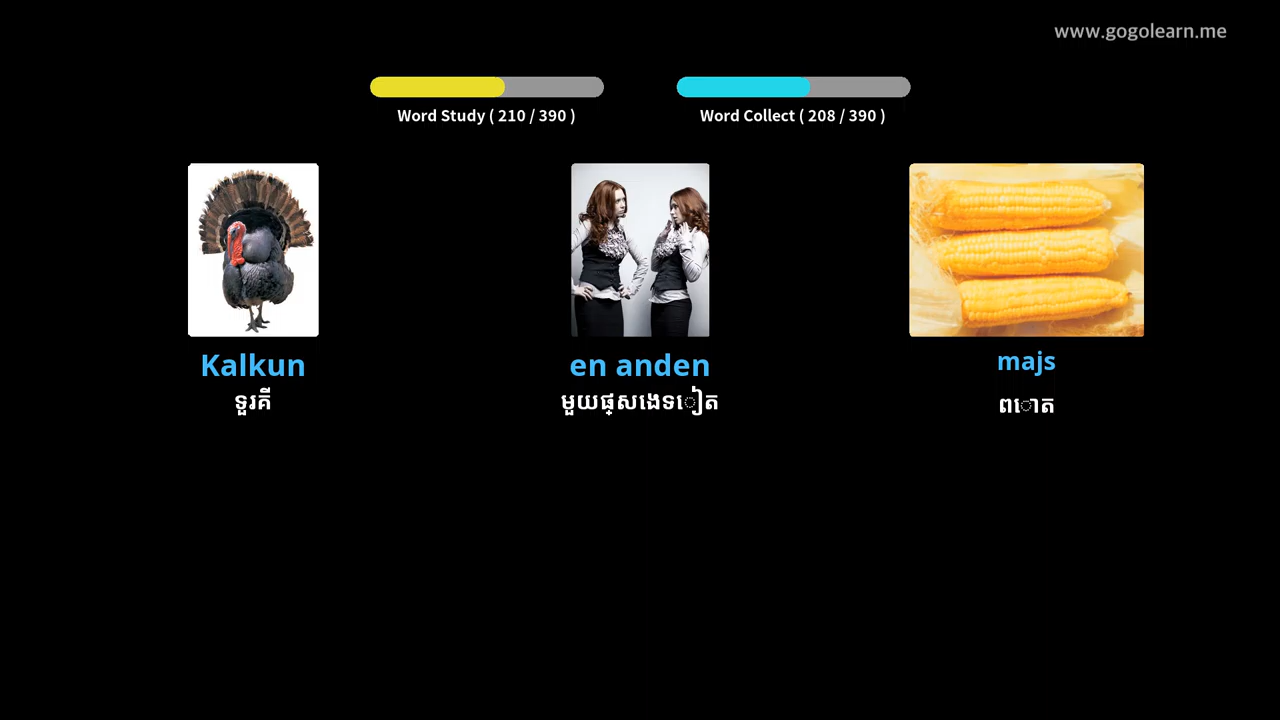 www.gogolearn.me
Word Study ( 210 / 390 )
Word Collect ( 208 / 390 )
Kalkun
en anden
majs
ទួរគី
មួយផ្សេងទៀត
ពោត